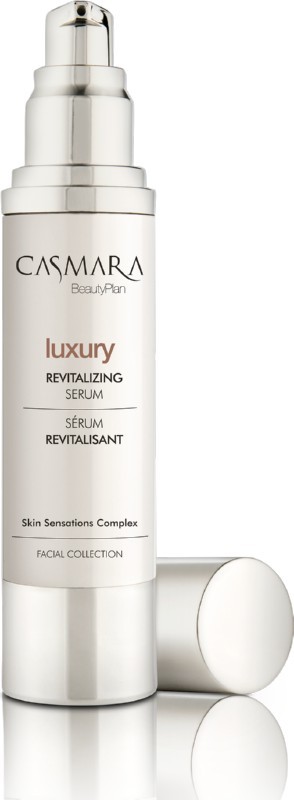 CASMARA
BeautyPlan
luxury
REVITALIZING
SERUM
SÉRUM
REVITALISANT
Skin Sensations Complex
FACIAL COLLECTION